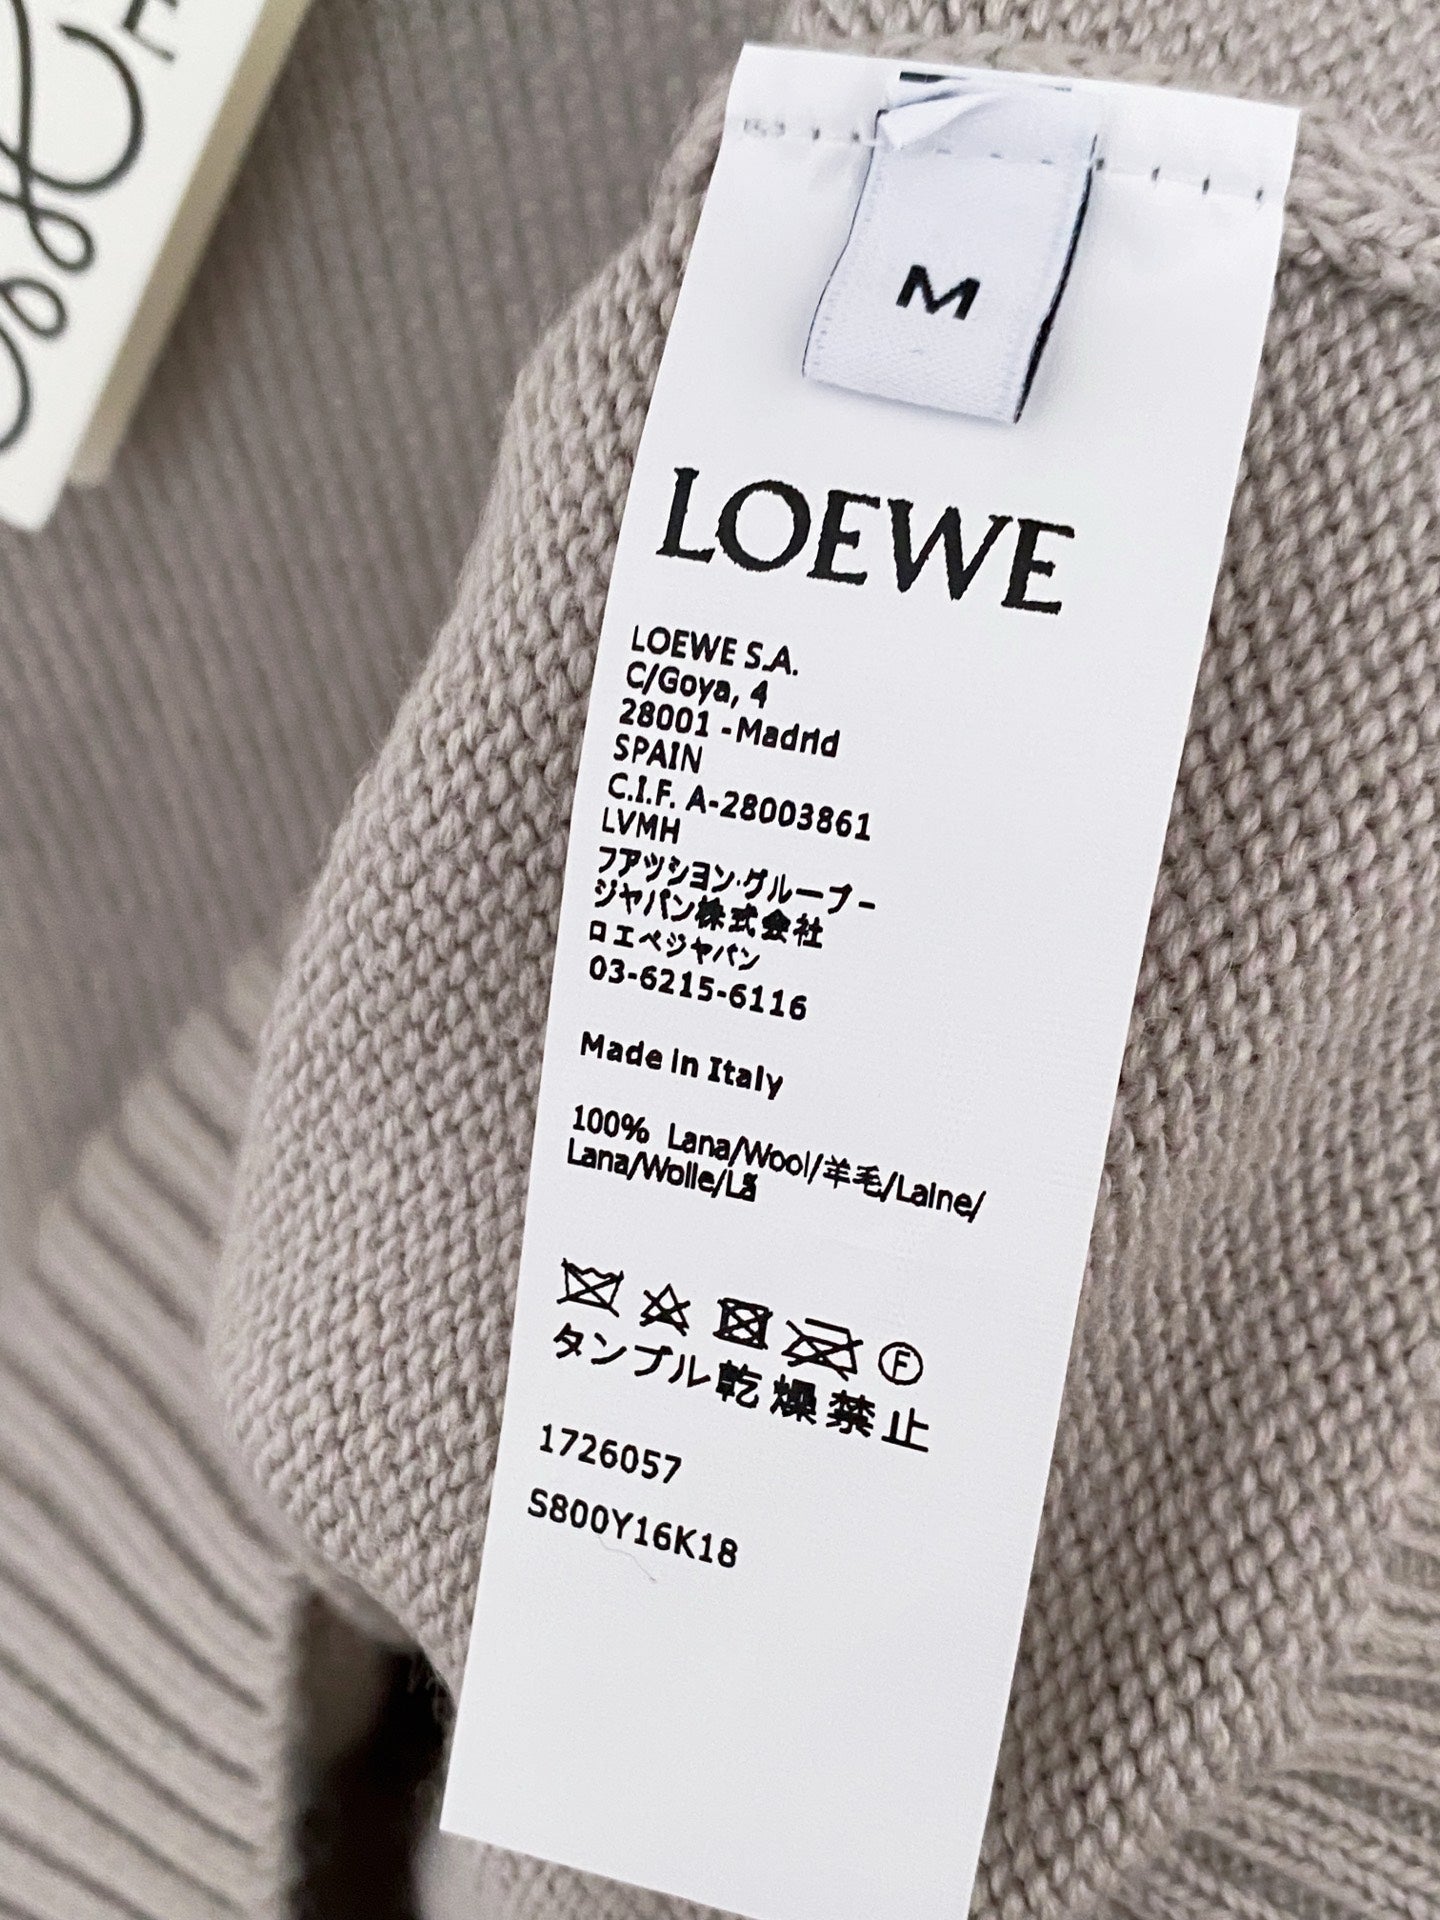 M
LOEWE
LOEWE S.A.
C/Goya, 4
28001 - Madrid
SPAIN
C.I.F. A-28003861
LVMH
フアツシヨン・グループ -
ジャパン株式会社
ロエベジャパン
03-6215-6116
Made in Italy
100% Lana/Wool/羊毛/Laine/
Lana/Wolle/Lã
F
タンブル乾燥禁止
1726057
S800Y16K18